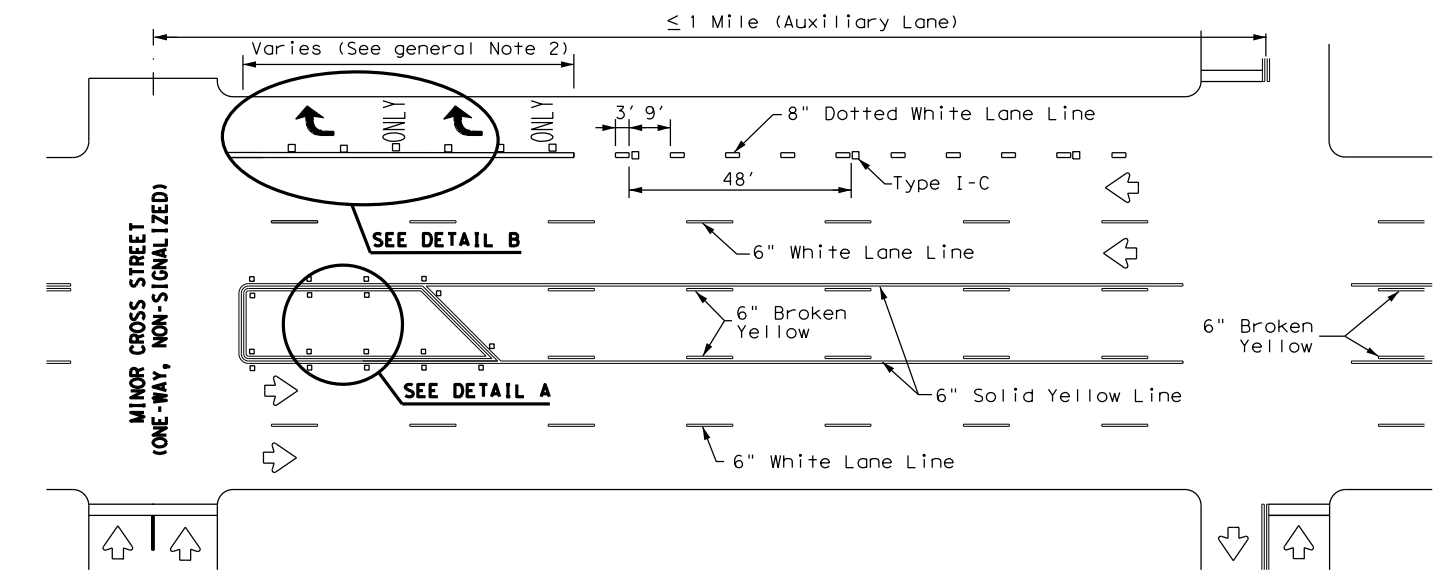 ≤ 1 Mile (Auxiliary Lane)
Varies (See general Note 2)
ONLY
ONLY
3' 9'
8" Dotted White Lane Line
48'
Type I-C
SEE DETAIL B
6" White Lane Line
MINOR CROSS STREET
(ONE-WAY, NON-SIGNALIZED)
6" Broken
Yellow
6" Broken
Yellow
SEE DETAIL A
6" Solid Yellow Line
6" White Lane Line